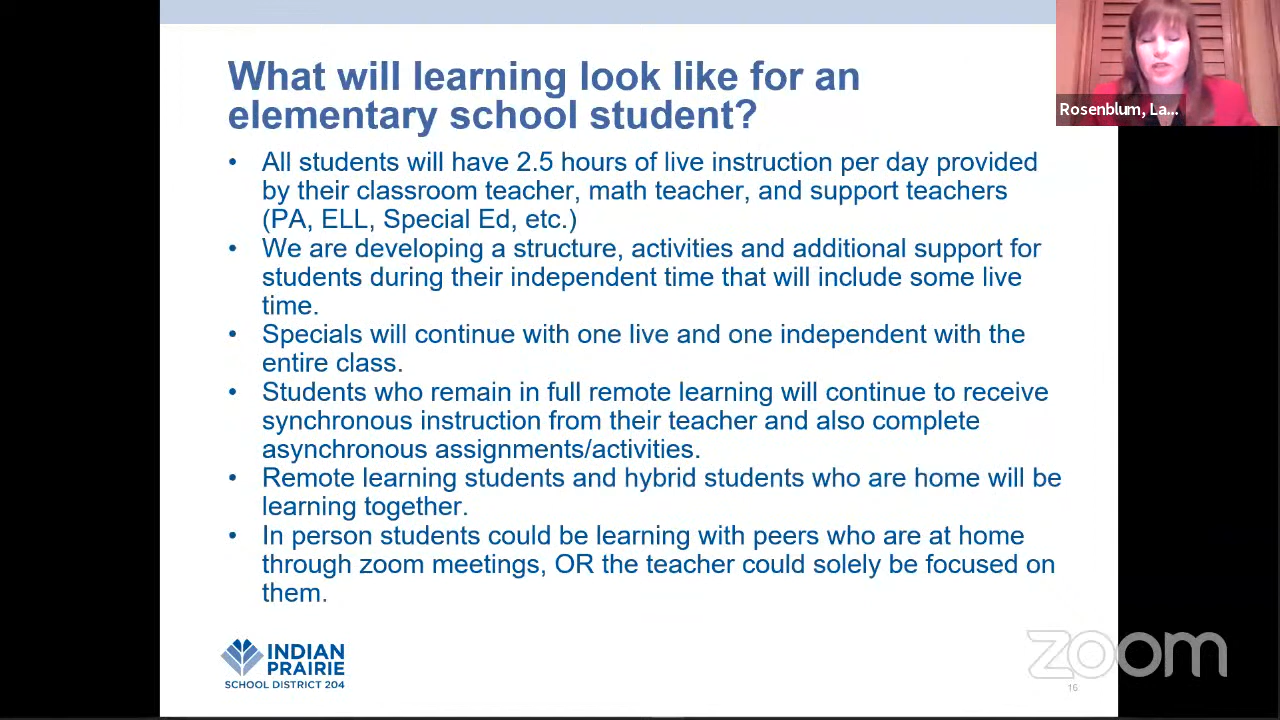 What will learning look like for an
elementary school student?
• All students will have 2.5 hours of live instruction per day provided
by their classroom teacher, math teacher, and support teachers
(PA, ELL, Special Ed, etc.)
• We are developing a structure, activities and additional support for
students during their independent time that will include some live
time.
• Specials will continue with one live and one independent with the
entire class.
• Students who remain in full remote learning will continue to receive
synchronous instruction from their teacher and also complete
asynchronous assignments/activities.
• Remote learning students and hybrid students who are home will be
learning together.
• In person students could be learning with peers who are at home
through zoom meetings, OR the teacher could solely be focused on
them.
Rosenblum, La...
INDIAN
PRAIRIE
SCHOOL DISTRICT 204
zoom
16